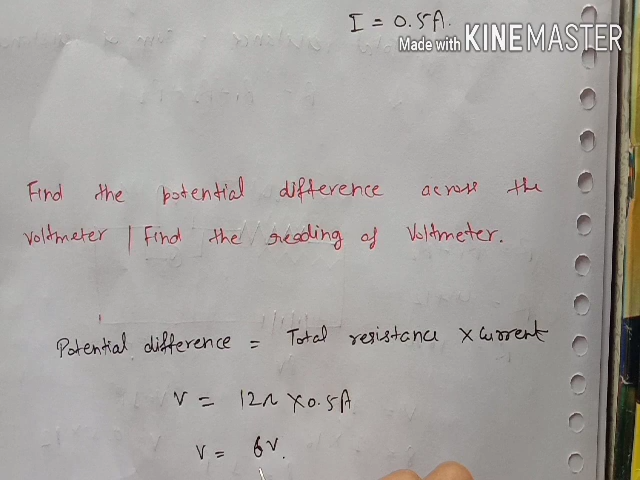 I = 0.5A.
Made with KINEMASTER
Find the potential difference across the
Voltmeter | Find the reading of Voltmeter.
Potential difference = Total resistance × Current
V = 12Ω × 0.5A
V = 6V.